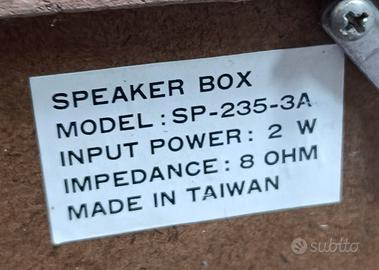 SPEAKER BOX
MODEL : SP-235-3A
INPUT POWER : 2 W
IMPEDANCE : 8 OHM
MADE IN TAIWAN
subito